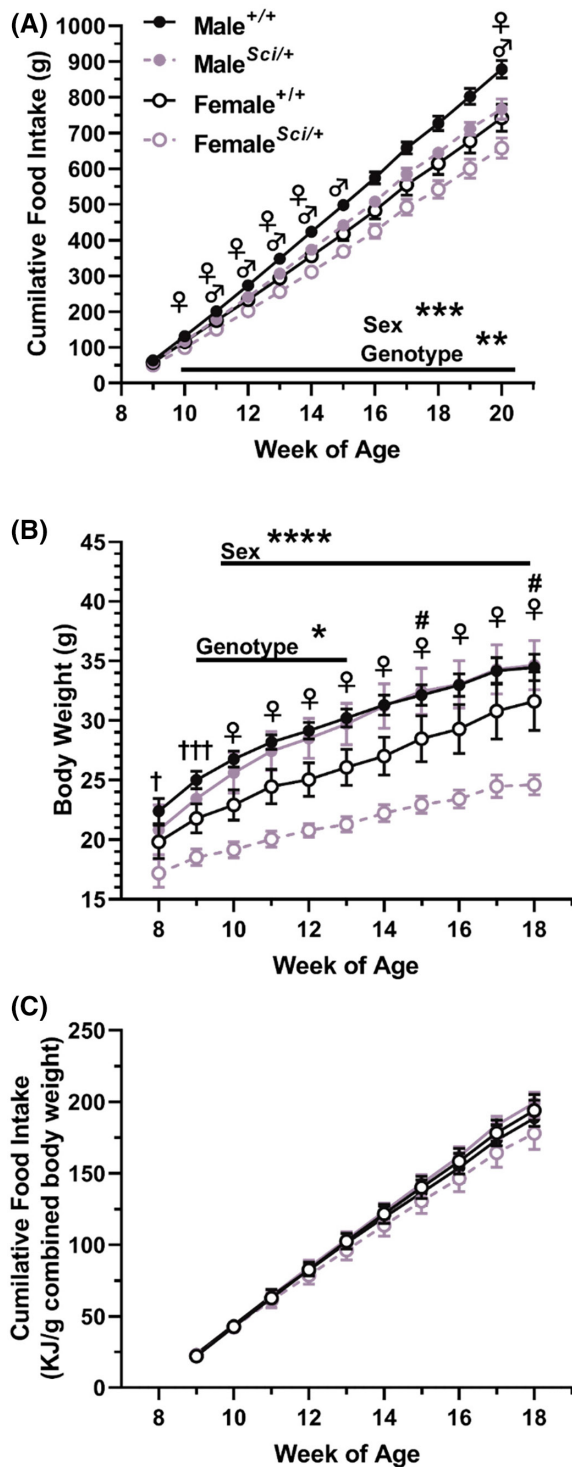 (A)
Cumilative Food Intake (g)
1000
900
800
700
600
500
400
300
200
100
0
Male+/+
MaleSci/+
Female+/+
FemaleSci/+
♀
♂
♀ ♀ ♀ ♀ ♀ ♂
♂ ♂ ♂ ♂
Sex ***
Genotype **
8 10 12 14 16 18 20
Week of Age
(B)
Body Weight (g)
45
40
35
30
25
20
15
Sex ****
Genotype *
† ††† ♀ ♀ ♀ ♀ ♀ # ♀ ♀ ♀ # ♀
8 10 12 14 16 18
Week of Age
(C)
Cumilative Food Intake
(KJ/g combined body weight)
250
200
150
100
50
0
8 10 12 14 16 18
Week of Age